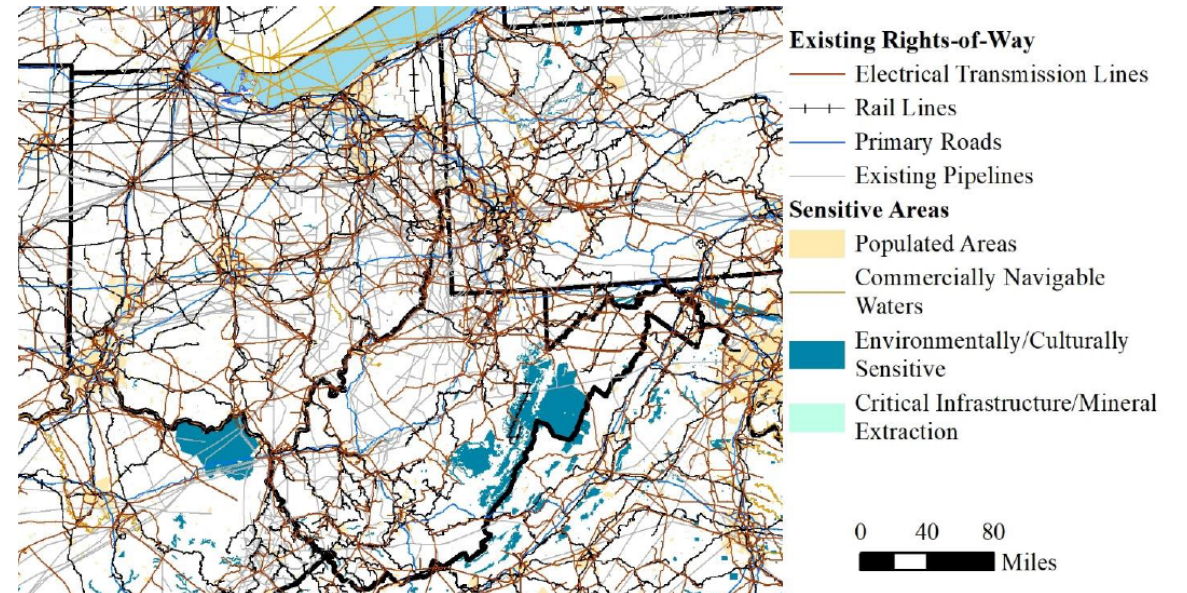 Existing Rights-of-Way
Electrical Transmission Lines
Rail Lines
Primary Roads
Existing Pipelines
Sensitive Areas
Populated Areas
Commercially Navigable
Waters
Environmentally/Culturally
Sensitive
Critical Infrastructure/Mineral
Extraction
0 40 80
Miles